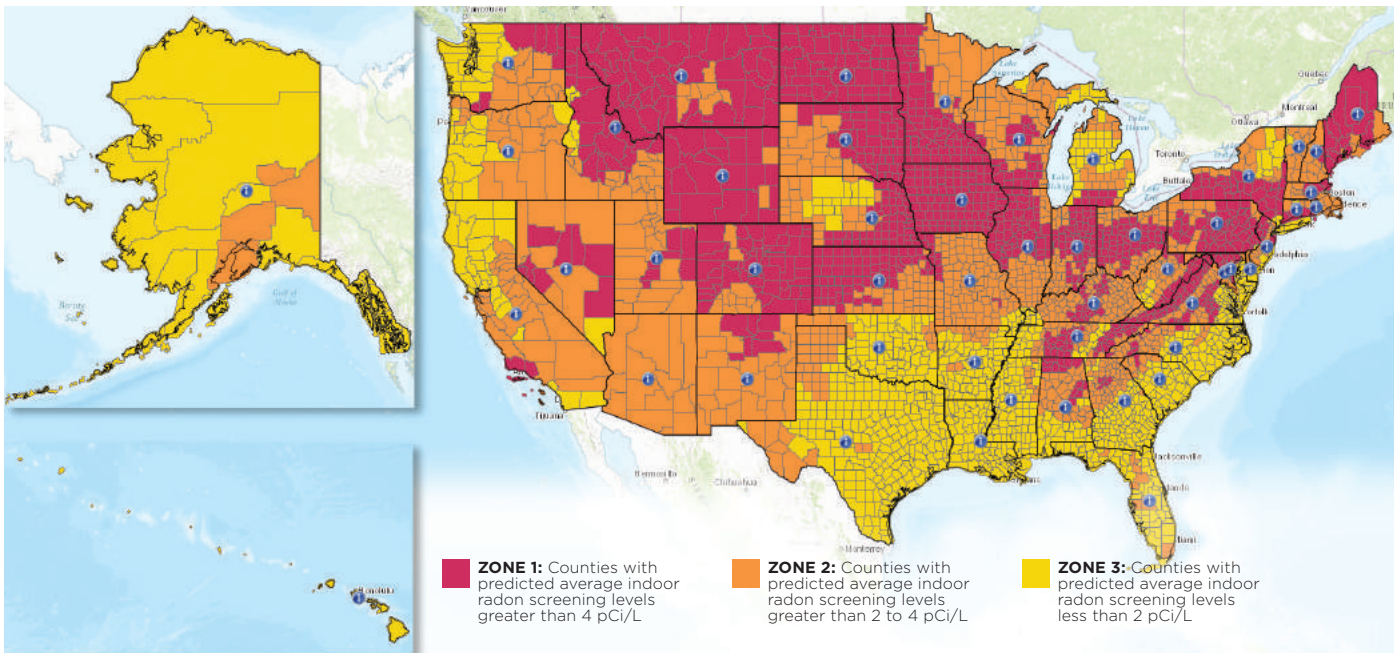 Vancouver
Lake
Superior
Quebec
Montreal
Ottawa
Toronto
Buffalo
Boston
Bering
Gulf of
Alaska
Tijuana
Hermosillo
Chihuahua
Monterrey
Jacksonville
Miami
Honolulu
ZONE 1: Counties with
predicted average indoor
radon screening levels
greater than 4 pCi/L
ZONE 2: Counties with
predicted average indoor
radon screening levels
greater than 2 to 4 pCi/L
ZONE 3: Counties with
predicted average indoor
radon screening levels
less than 2 pCi/L